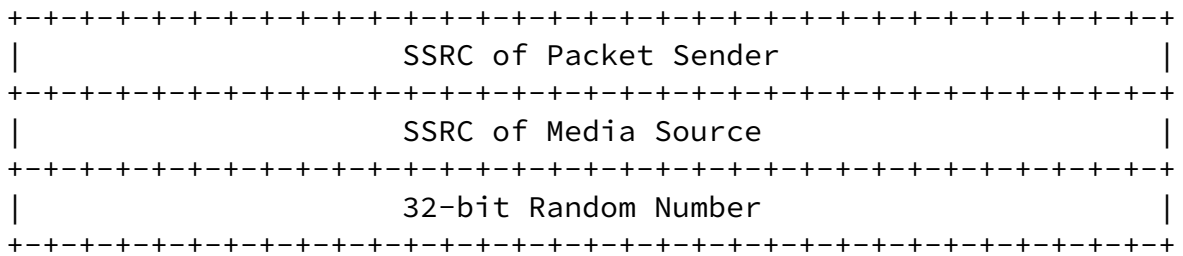 +-+-+-+-+-+-+-+-+-+-+-+-+-+-+-+-+-+-+-+-+-+-+-+-+-+-+-+-+-+-+-+-+
|                     SSRC of Packet Sender                     |
+-+-+-+-+-+-+-+-+-+-+-+-+-+-+-+-+-+-+-+-+-+-+-+-+-+-+-+-+-+-+-+-+
|                     SSRC of Media Source                      |
+-+-+-+-+-+-+-+-+-+-+-+-+-+-+-+-+-+-+-+-+-+-+-+-+-+-+-+-+-+-+-+-+
|                     32-bit Random Number                      |
+-+-+-+-+-+-+-+-+-+-+-+-+-+-+-+-+-+-+-+-+-+-+-+-+-+-+-+-+-+-+-+-+